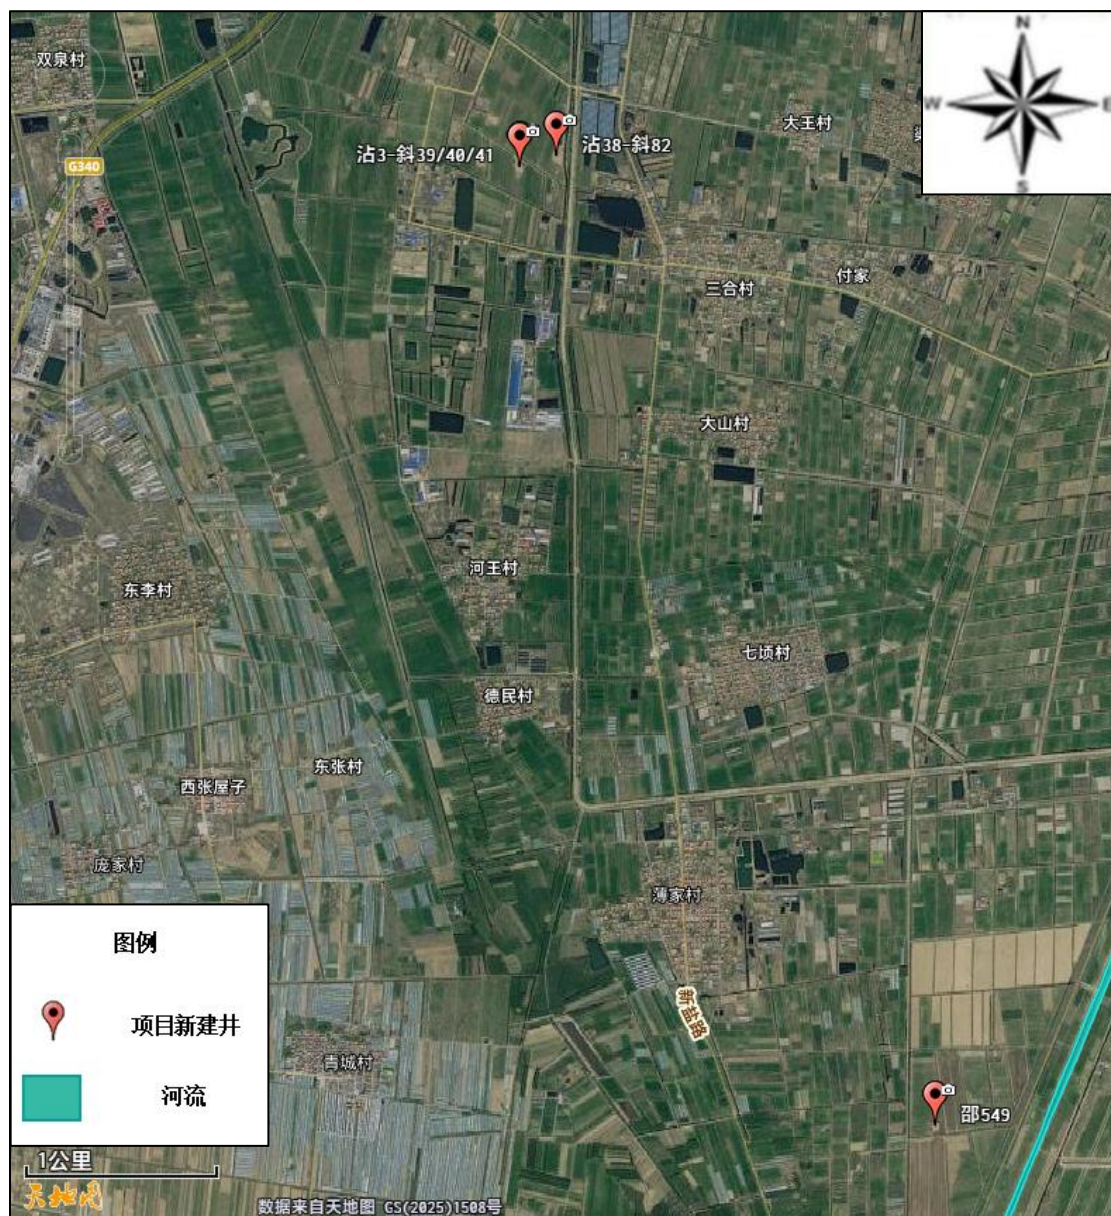 双泉村
N
W
E
S
大王村
沾3-斜39/40/41
沾38-斜82
G340
付家
三合村
大山村
河王村
东李村
七顷村
德民村
东张村
西张屋子
庞家村
薄家村
图例
项目新建井
河流
新盐路
青城村
邵549
1公里
天地图
数据来自天地图 GS(2025)1508号